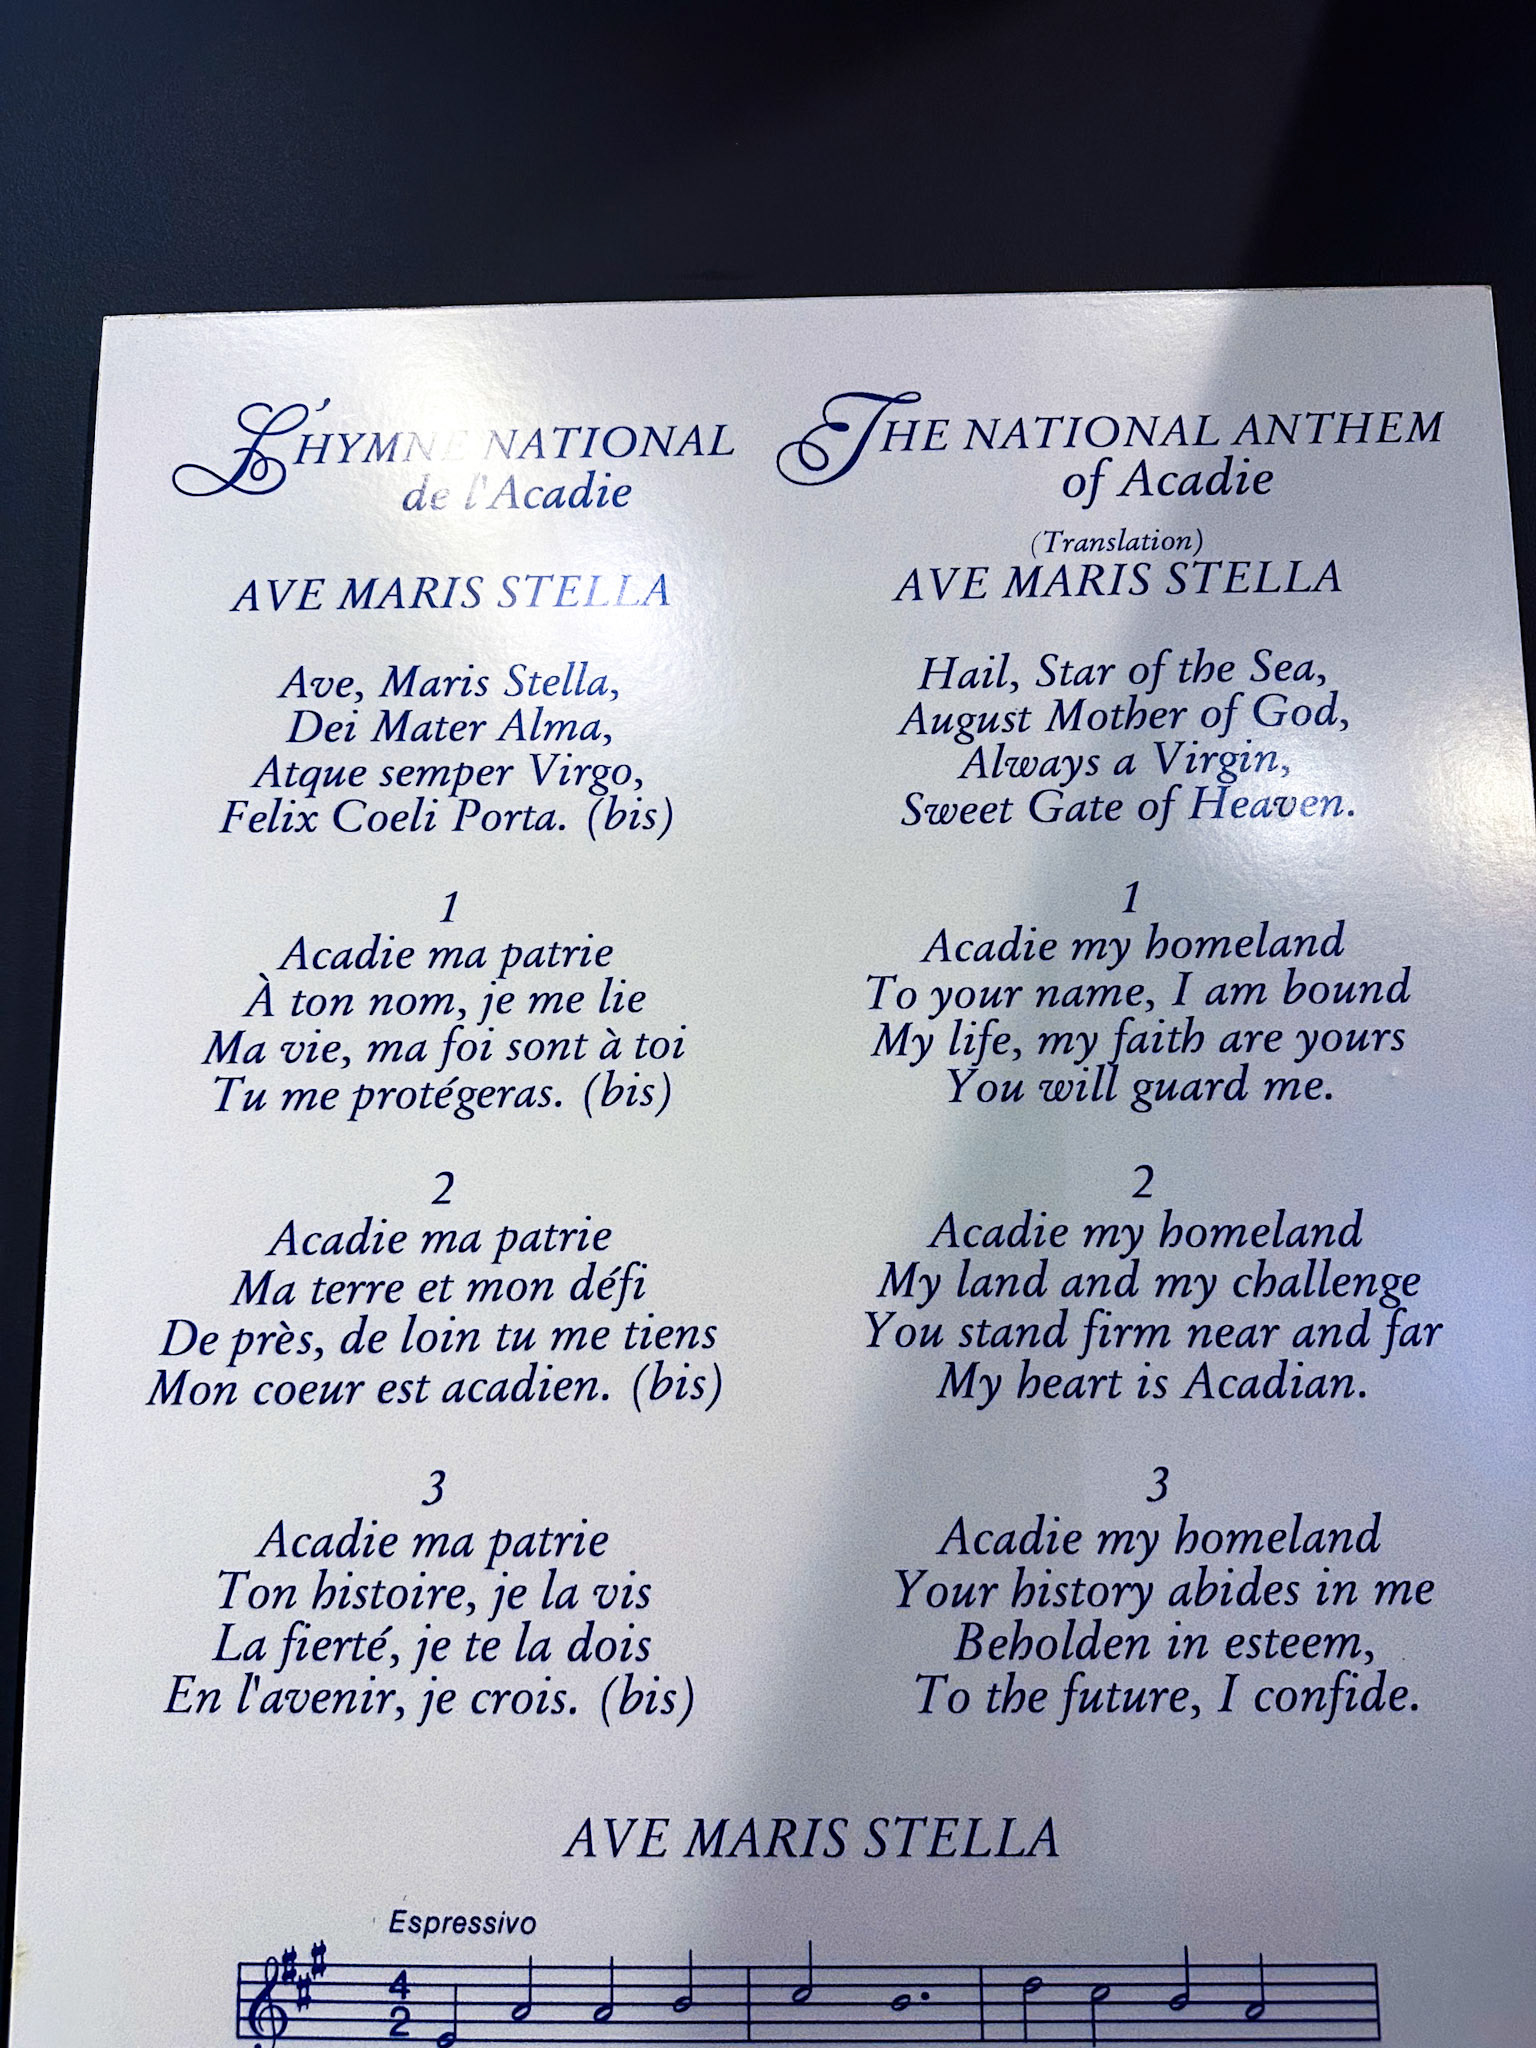 L'HYMNE NATIONAL
de l'Acadie
AVE MARIS STELLA
Ave, Maris Stella,
Dei Mater Alma,
Atque semper Virgo,
Felix Coeli Porta. (bis)
1
Acadie ma patrie
À ton nom, je me lie
Ma vie, ma foi sont à toi
Tu me protégeras. (bis)
2
Acadie ma patrie
Ma terre et mon défi
De près, de loin tu me tiens
Mon coeur est acadien. (bis)
3
Acadie ma patrie
Ton histoire, je la vis
La fierté, je te la dois
En l'avenir, je crois. (bis)
THE NATIONAL ANTHEM
of Acadie
(Translation)
AVE MARIS STELLA
Hail, Star of the Sea,
August Mother of God,
Always a Virgin,
Sweet Gate of Heaven.
1
Acadie my homeland
To your name, I am bound
My life, my faith are yours
You will guard me.
2
Acadie my homeland
My land and my challenge
You stand firm near and far
My heart is Acadian.
3
Acadie my homeland
Your history abides in me
Beholden in esteem,
To the future, I confide.
AVE MARIS STELLA
Espressivo
4
2